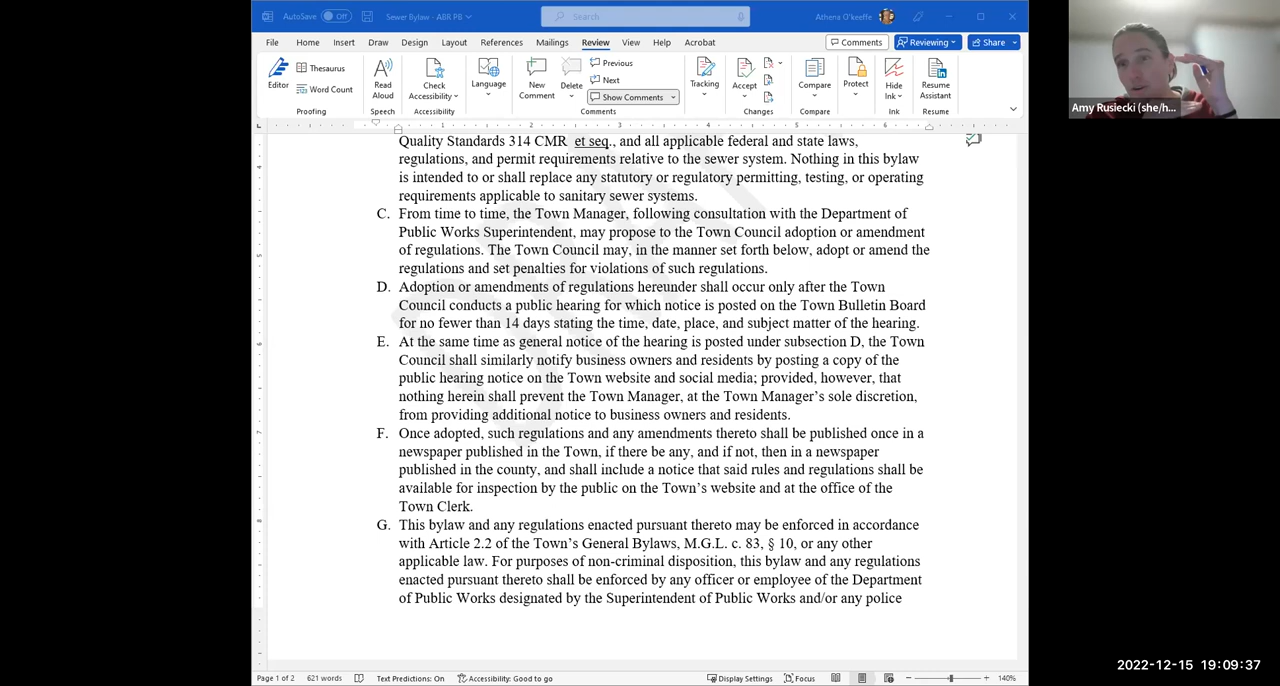 AutoSave Off Sewer Bylaw - ABR PB Search Athena O'keeffe
File Home Insert Draw Design Layout References Mailings Review View Help Acrobat Comments Reviewing Share
Editor Thesaurus Word Count Read Aloud Check Accessibility Language New Comment Delete Previous Next Show Comments Tracking Accept Compare Protect Hide Ink Resume Assistant
Proofing Speech Accessibility Comments Changes Compare Ink Resume
Amy Rusiecki (she/h...
Quality Standards 314 CMR et seq., and all applicable federal and state laws,
regulations, and permit requirements relative to the sewer system. Nothing in this bylaw
is intended to or shall replace any statutory or regulatory permitting, testing, or operating
requirements applicable to sanitary sewer systems.
C. From time to time, the Town Manager, following consultation with the Department of
Public Works Superintendent, may propose to the Town Council adoption or amendment
of regulations. The Town Council may, in the manner set forth below, adopt or amend the
regulations and set penalties for violations of such regulations.
D. Adoption or amendments of regulations hereunder shall occur only after the Town
Council conducts a public hearing for which notice is posted on the Town Bulletin Board
for no fewer than 14 days stating the time, date, place, and subject matter of the hearing.
E. At the same time as general notice of the hearing is posted under subsection D, the Town
Council shall similarly notify business owners and residents by posting a copy of the
public hearing notice on the Town website and social media; provided, however, that
nothing herein shall prevent the Town Manager, at the Town Manager's sole discretion,
from providing additional notice to business owners and residents.
F. Once adopted, such regulations and any amendments thereto shall be published once in a
newspaper published in the Town, if there be any, and if not, then in a newspaper
published in the county, and shall include a notice that said rules and regulations shall be
available for inspection by the public on the Town's website and at the office of the
Town Clerk.
G. This bylaw and any regulations enacted pursuant thereto may be enforced in accordance
with Article 2.2 of the Town's General Bylaws, M.G.L. c. 83, § 10, or any other
applicable law. For purposes of non-criminal disposition, this bylaw and any regulations
enacted pursuant thereto shall be enforced by any officer or employee of the Department
of Public Works designated by the Superintendent of Public Works and/or any police
2022-12-15 19:09:37
Page 1 of 2 621 words Text Predictions: On Accessibility: Good to go Display Settings Focus 140%